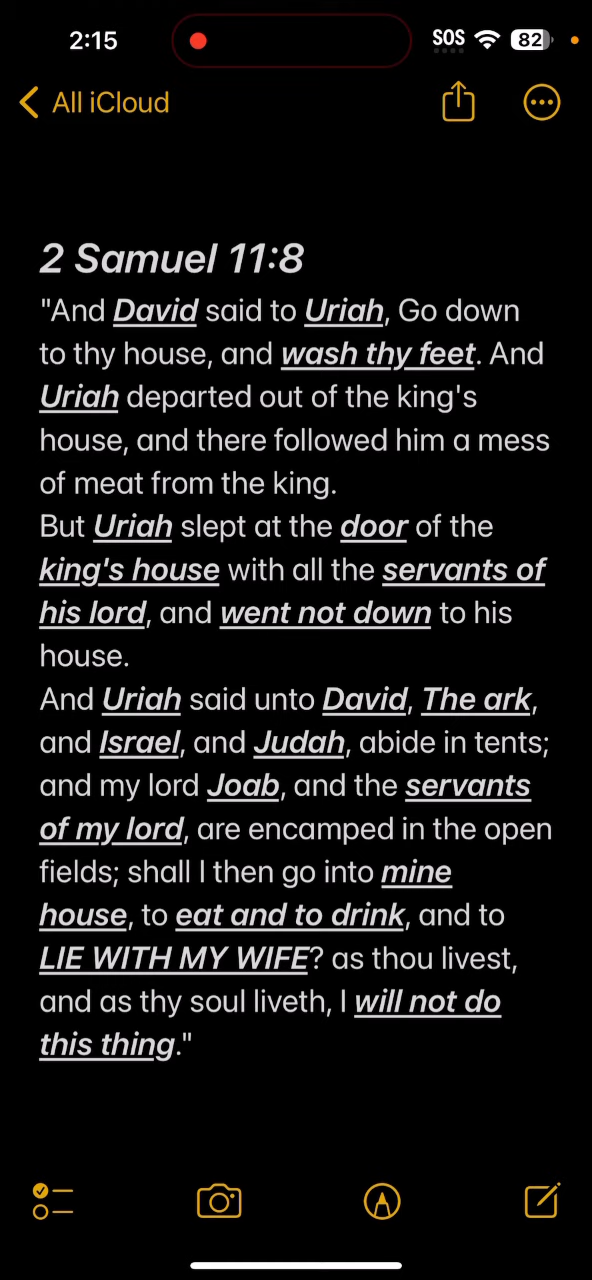 2:15
SOS
82
All iCloud
2 Samuel 11:8
"And David said to Uriah, Go down
to thy house, and wash thy feet. And
Uriah departed out of the king's
house, and there followed him a mess
of meat from the king.
But Uriah slept at the door of the
king's house with all the servants of
his lord, and went not down to his
house.
And Uriah said unto David, The ark,
and Israel, and Judah, abide in tents;
and my lord Joab, and the servants
of my lord, are encamped in the open
fields; shall I then go into mine
house, to eat and to drink, and to
LIE WITH MY WIFE? as thou livest,
and as thy soul liveth, I will not do
this thing."